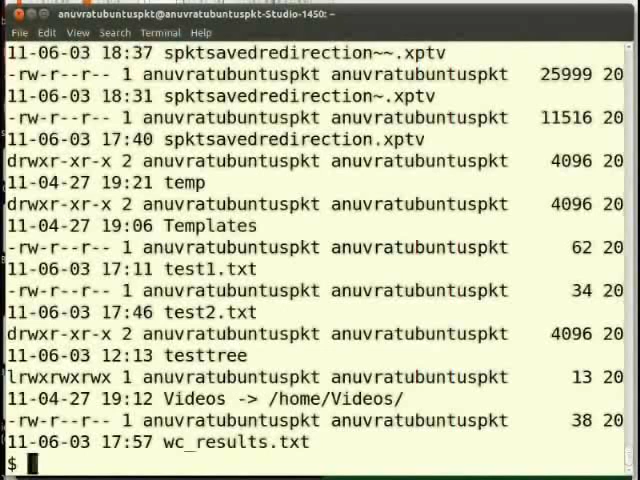 anuvratubuntuspkt@anuvratubuntuspkt-Studio-1450: ~
File Edit View Search Terminal Help
11-06-03 18:37 spktsavedredirection~~.xptv
-rw-r--r-- 1 anuvratubuntuspkt anuvratubuntuspkt 25999 20
11-06-03 18:31 spktsavedredirection~.xptv
-rw-r--r-- 1 anuvratubuntuspkt anuvratubuntuspkt 11516 20
11-06-03 17:40 spktsavedredirection.xptv
drwxr-xr-x 2 anuvratubuntuspkt anuvratubuntuspkt 4096 20
11-04-27 19:21 temp
drwxr-xr-x 2 anuvratubuntuspkt anuvratubuntuspkt 4096 20
11-04-27 19:06 Templates
-rw-r--r-- 1 anuvratubuntuspkt anuvratubuntuspkt 62 20
11-06-03 17:11 test1.txt
-rw-r--r-- 1 anuvratubuntuspkt anuvratubuntuspkt 34 20
11-06-03 17:46 test2.txt
drwxr-xr-x 2 anuvratubuntuspkt anuvratubuntuspkt 4096 20
11-06-03 12:13 testtree
lrwxrwxrwx 1 anuvratubuntuspkt anuvratubuntuspkt 13 20
11-04-27 19:12 Videos -> /home/Videos/
-rw-r--r-- 1 anuvratubuntuspkt anuvratubuntuspkt 38 20
11-06-03 17:57 wc_results.txt
$